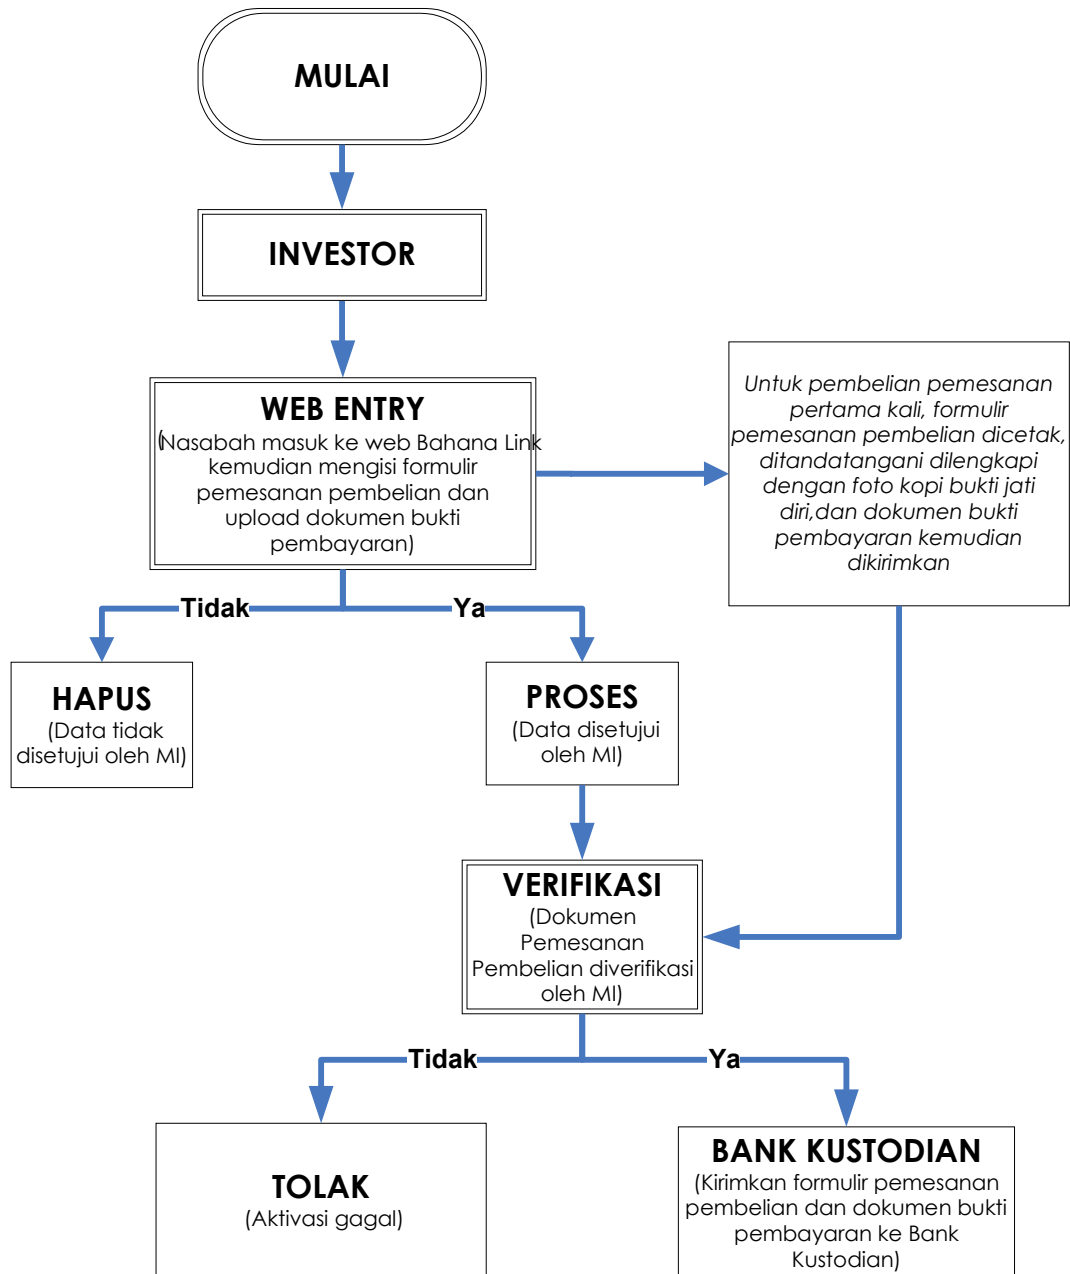 MULAI
INVESTOR
WEB ENTRY
(Nasabah masuk ke web Bahana Link
kemudian mengisi formulir
pemesanan pembelian dan
upload dokumen bukti
pembayaran)
Untuk pembelian pemesanan
pertama kali, formulir
pemesanan pembelian dicetak,
ditandatangani dilengkapi
dengan foto kopi bukti jati
diri,dan dokumen bukti
pembayaran kemudian
dikirimkan
Tidak
Ya
HAPUS
(Data tidak
disetujui oleh MI)
PROSES
(Data disetujui
oleh MI)
VERIFIKASI
(Dokumen
Pemesanan
Pembelian diverifikasi
oleh MI)
Tidak
Ya
TOLAK
(Aktivasi gagal)
BANK KUSTODIAN
(Kirimkan formulir pemesanan
pembelian dan dokumen bukti
pembayaran ke Bank
Kustodian)